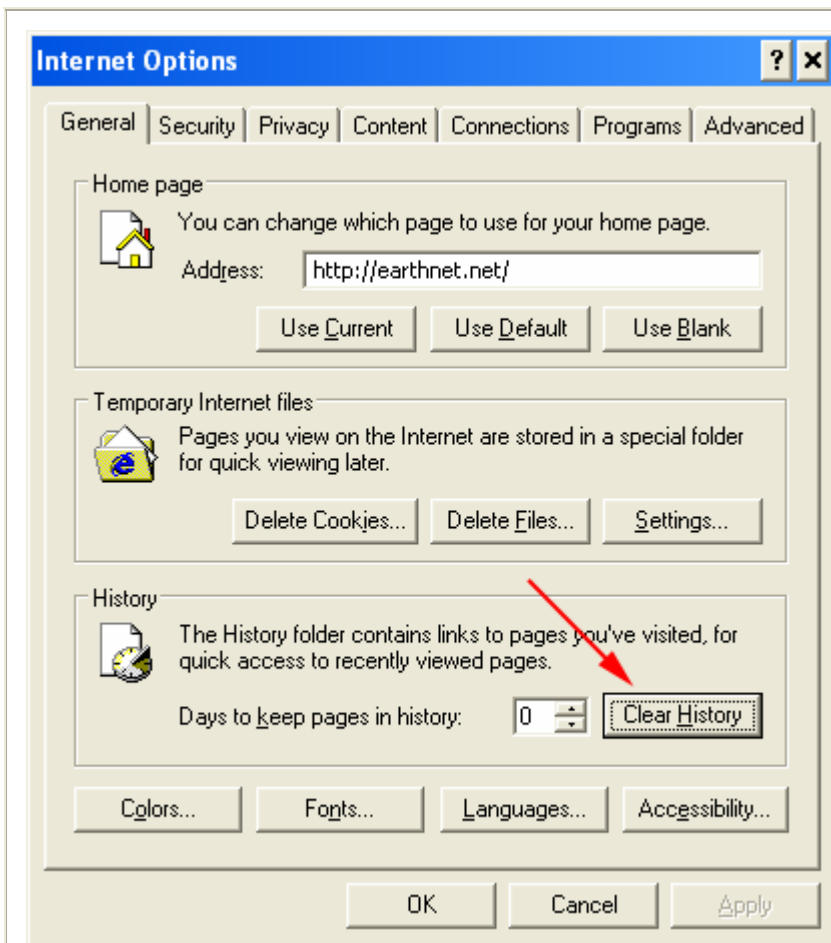 Internet Options
General Security Privacy Content Connections Programs Advanced
Home page
You can change which page to use for your home page.
Address: http://earthnet.net/
Use Current Use Default Use Blank
Temporary Internet files
Pages you view on the Internet are stored in a special folder
for quick viewing later.
Delete Cookies... Delete Files... Settings...
History
The History folder contains links to pages you've visited, for
quick access to recently viewed pages.
Days to keep pages in history: 0 Clear History
Colors... Fonts... Languages... Accessibility...
OK Cancel Apply